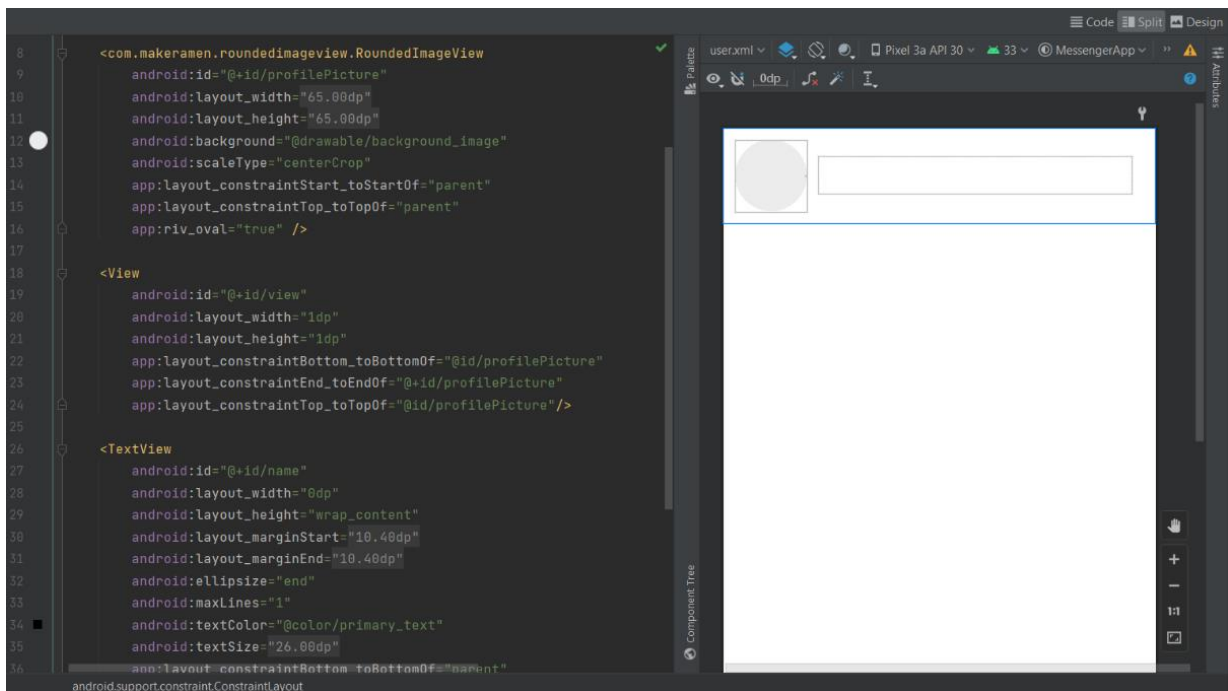 Code Split Design
8 <com.makeramen.roundedimageview.RoundedImageView
9 android:id="@+id/profilePicture"
10 android:layout_width="65.00dp"
11 android:layout_height="65.00dp"
12 android:background="@drawable/background_image"
13 android:scaleType="centerCrop"
14 app:layout_constraintStart_toStartOf="parent"
15 app:layout_constraintTop_toTopOf="parent"
16 app:riv_oval="true" />
17
18 <View
19 android:id="@+id/view"
20 android:layout_width="1dp"
21 android:layout_height="1dp"
22 app:layout_constraintBottom_toBottomOf="@id/profilePicture"
23 app:layout_constraintEnd_toEndOf="@+id/profilePicture"
24 app:layout_constraintTop_toTopOf="@id/profilePicture"/>
25
26 <TextView
27 android:id="@+id/name"
28 android:layout_width="0dp"
29 android:layout_height="wrap_content"
30 android:layout_marginStart="10.40dp"
31 android:layout_marginEnd="10.40dp"
32 android:ellipsize="end"
33 android:maxLines="1"
34 android:textColor="@color/primary_text"
35 android:textSize="26.00dp"
36 app:layout_constraintBottom_toBottomOf="parent"
android.support.constraint.ConstraintLayout
Palette
Component Tree
user.xml Pixel 3a API 30 33 MessengerApp
0dp
Attributes
1:1